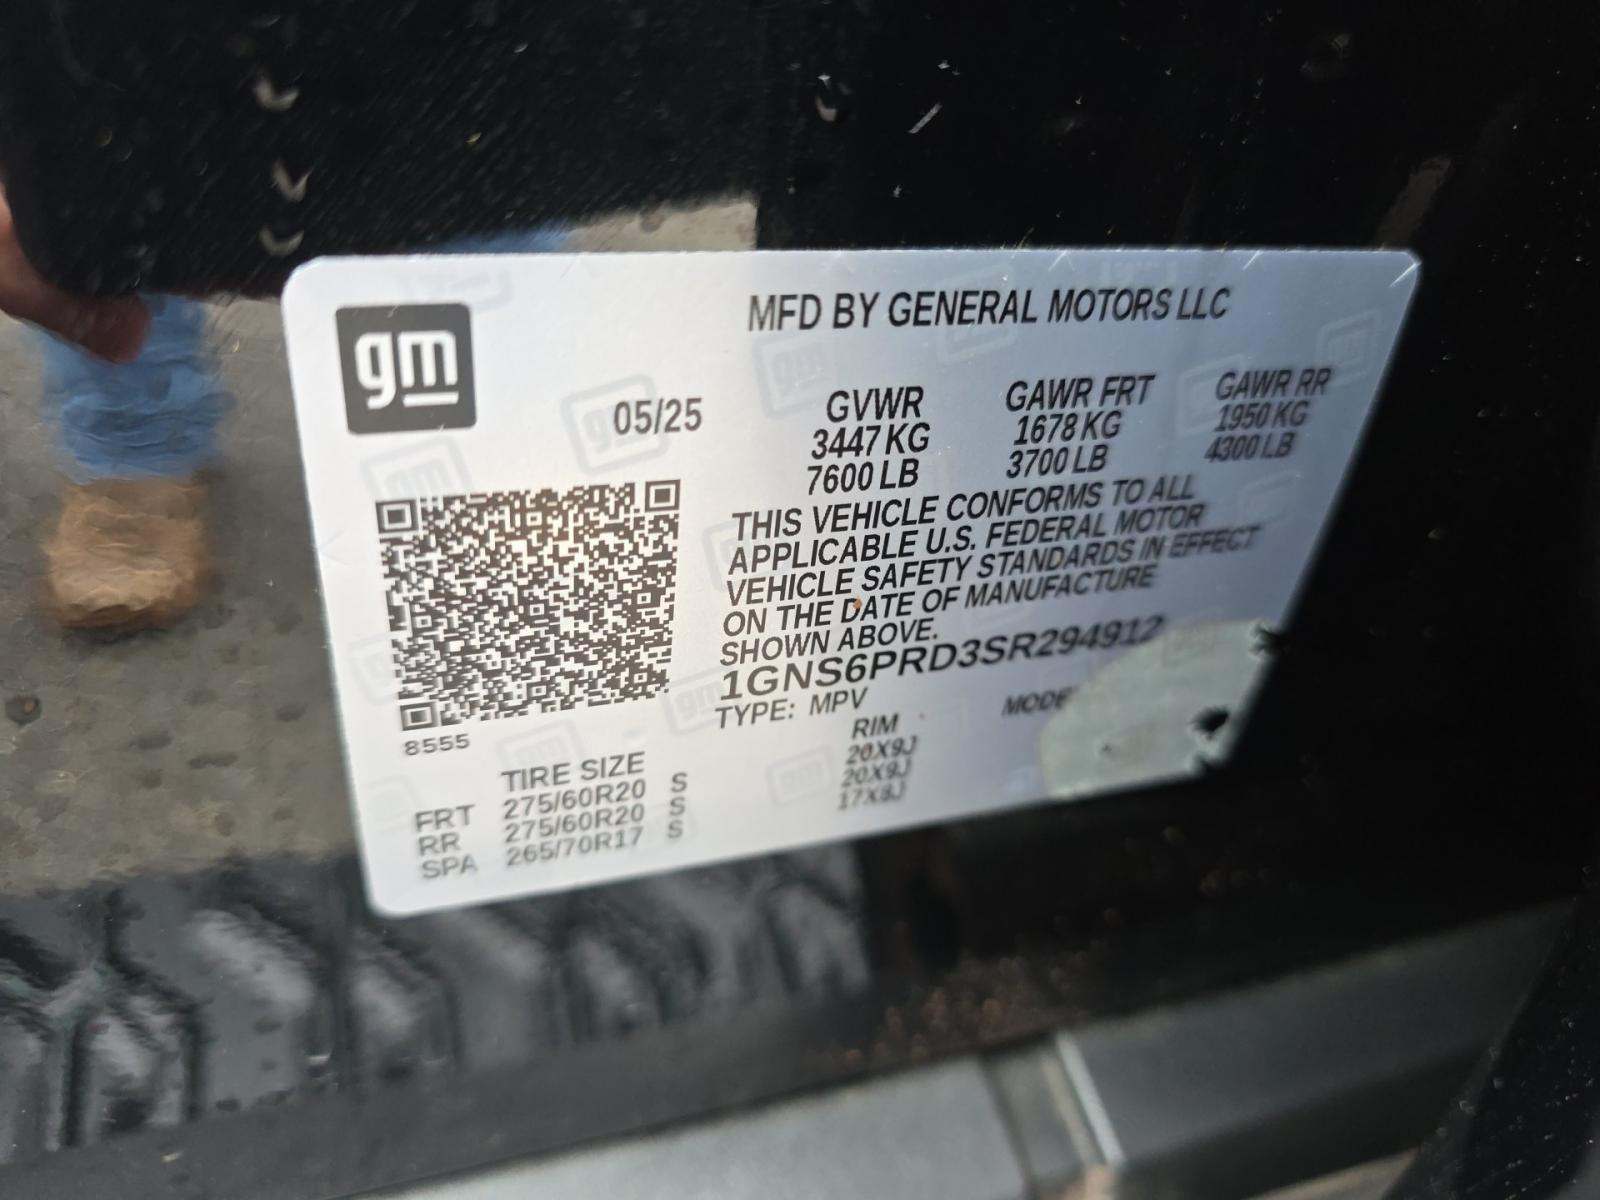 gm
MFD BY GENERAL MOTORS LLC
05/25
GVWR GAWR FRT GAWR RR
3447 KG 1678 KG 1950 KG
7600 LB 3700 LB 4300 LB
THIS VEHICLE CONFORMS TO ALL
APPLICABLE U.S. FEDERAL MOTOR
VEHICLE SAFETY STANDARDS IN EFFECT
ON THE DATE OF MANUFACTURE
SHOWN ABOVE.
1GNS6PRD3SR294912
TYPE: MPV
8555
TIRE SIZE RIM
FRT 275/60R20 S 20X9J
RR 275/60R20 S 20X9J
SPA 265/70R17 S 17X8J